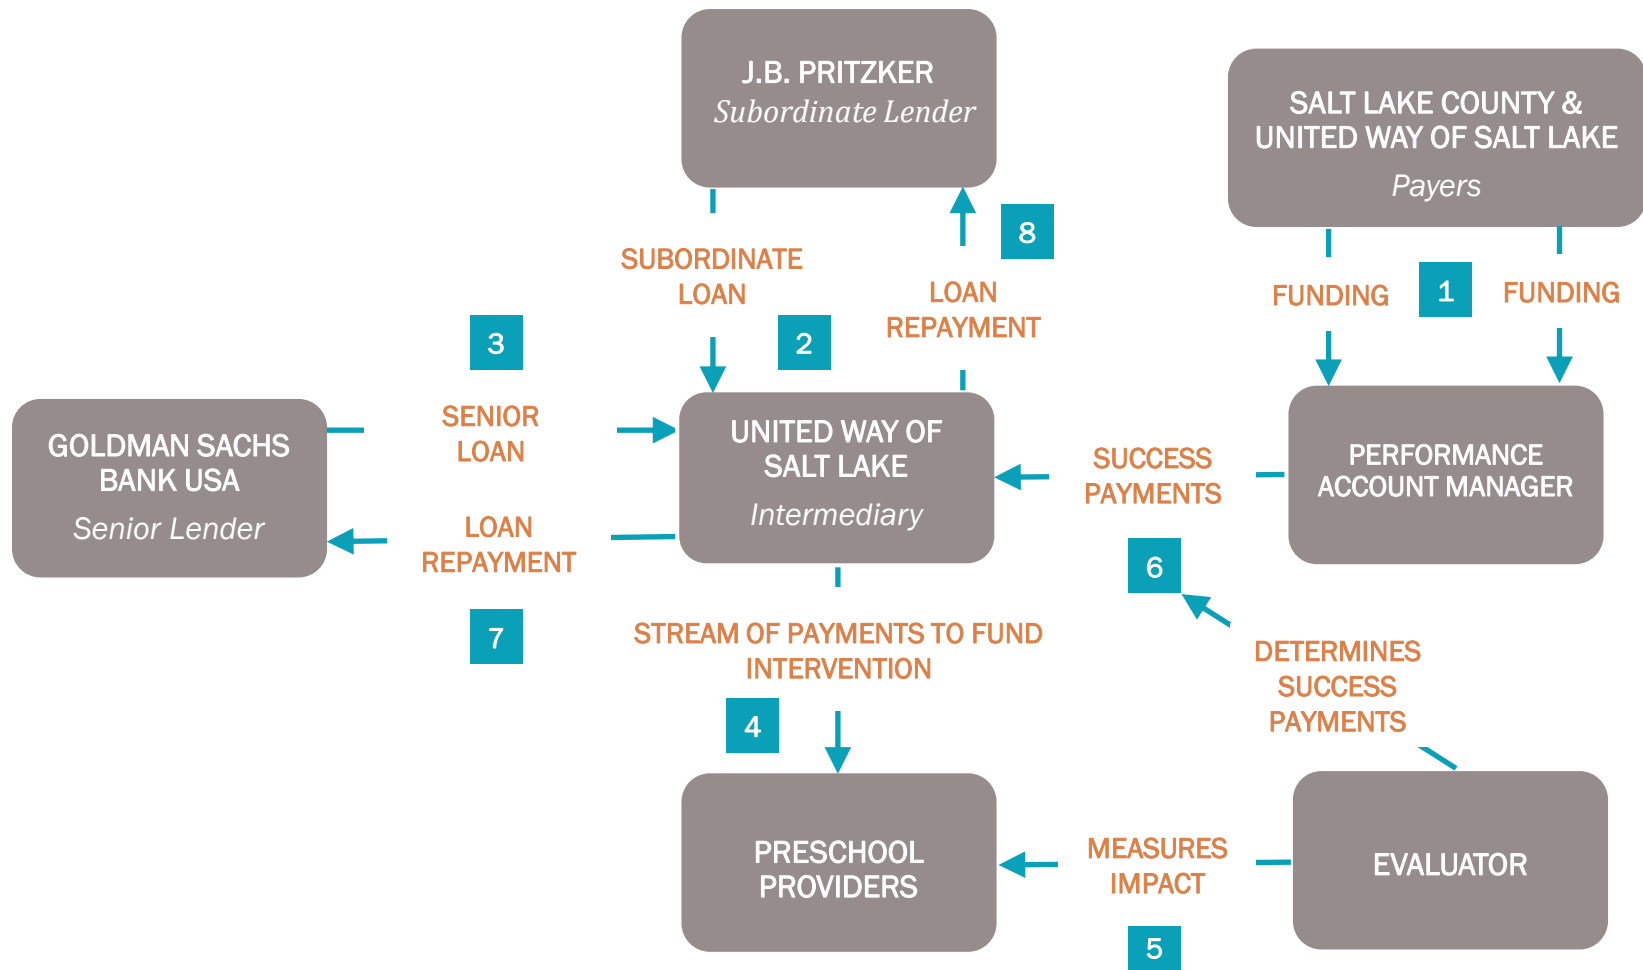 J.B. PRITZKER
Subordinate Lender
SALT LAKE COUNTY &
UNITED WAY OF SALT LAKE
Payers
8
SUBORDINATE
LOAN
LOAN
REPAYMENT
FUNDING
1
FUNDING
3
2
SENIOR
LOAN
GOLDMAN SACHS
BANK USA
Senior Lender
UNITED WAY OF
SALT LAKE
Intermediary
SUCCESS
PAYMENTS
PERFORMANCE
ACCOUNT MANAGER
LOAN
REPAYMENT
7
6
STREAM OF PAYMENTS TO FUND
INTERVENTION
DETERMINES
SUCCESS
PAYMENTS
4
PRESCHOOL
PROVIDERS
MEASURES
IMPACT
EVALUATOR
5